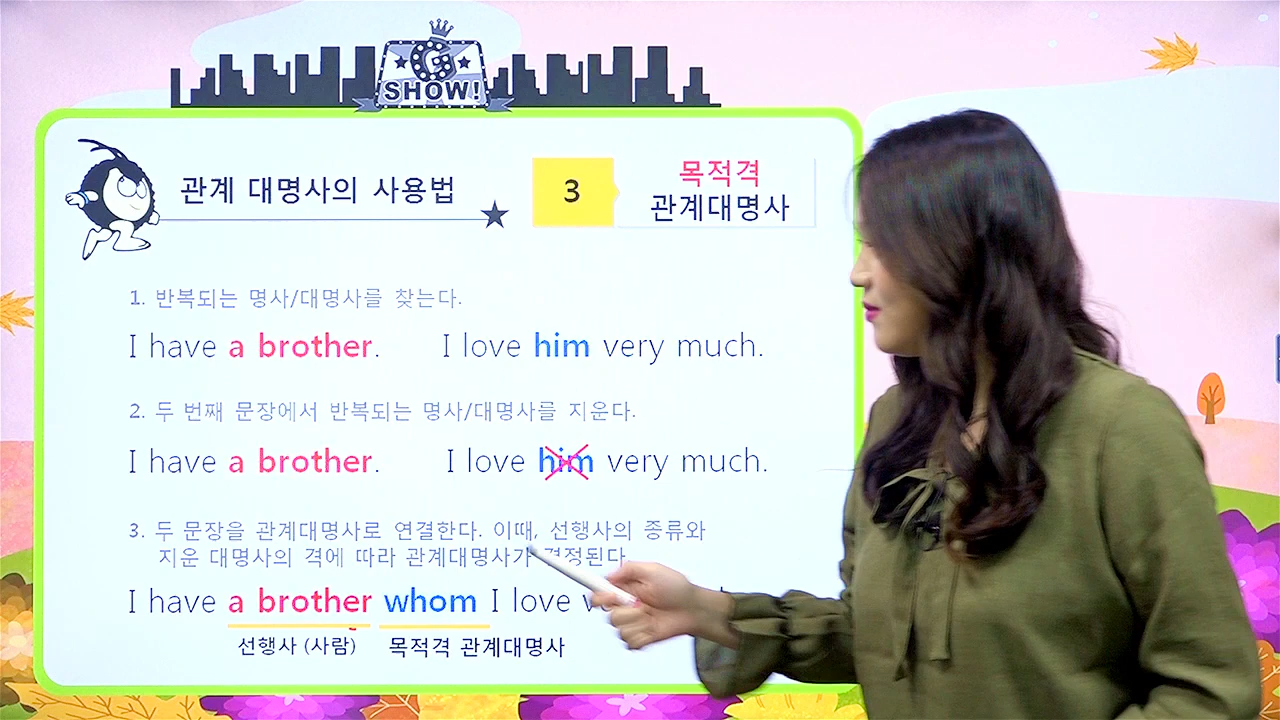 G
SHOW!
관계 대명사의 사용법
3
목적격
관계대명사
1. 반복되는 명사/대명사를 찾는다.
I have a brother. I love him very much.
2. 두 번째 문장에서 반복되는 명사/대명사를 지운다.
I have a brother. I love him very much.
3. 두 문장을 관계대명사로 연결한다. 이때, 선행사의 종류와
지운 대명사의 격에 따라 관계대명사가 결정된다.
I have a brother whom I love
선행사 (사람) 목적격 관계대명사